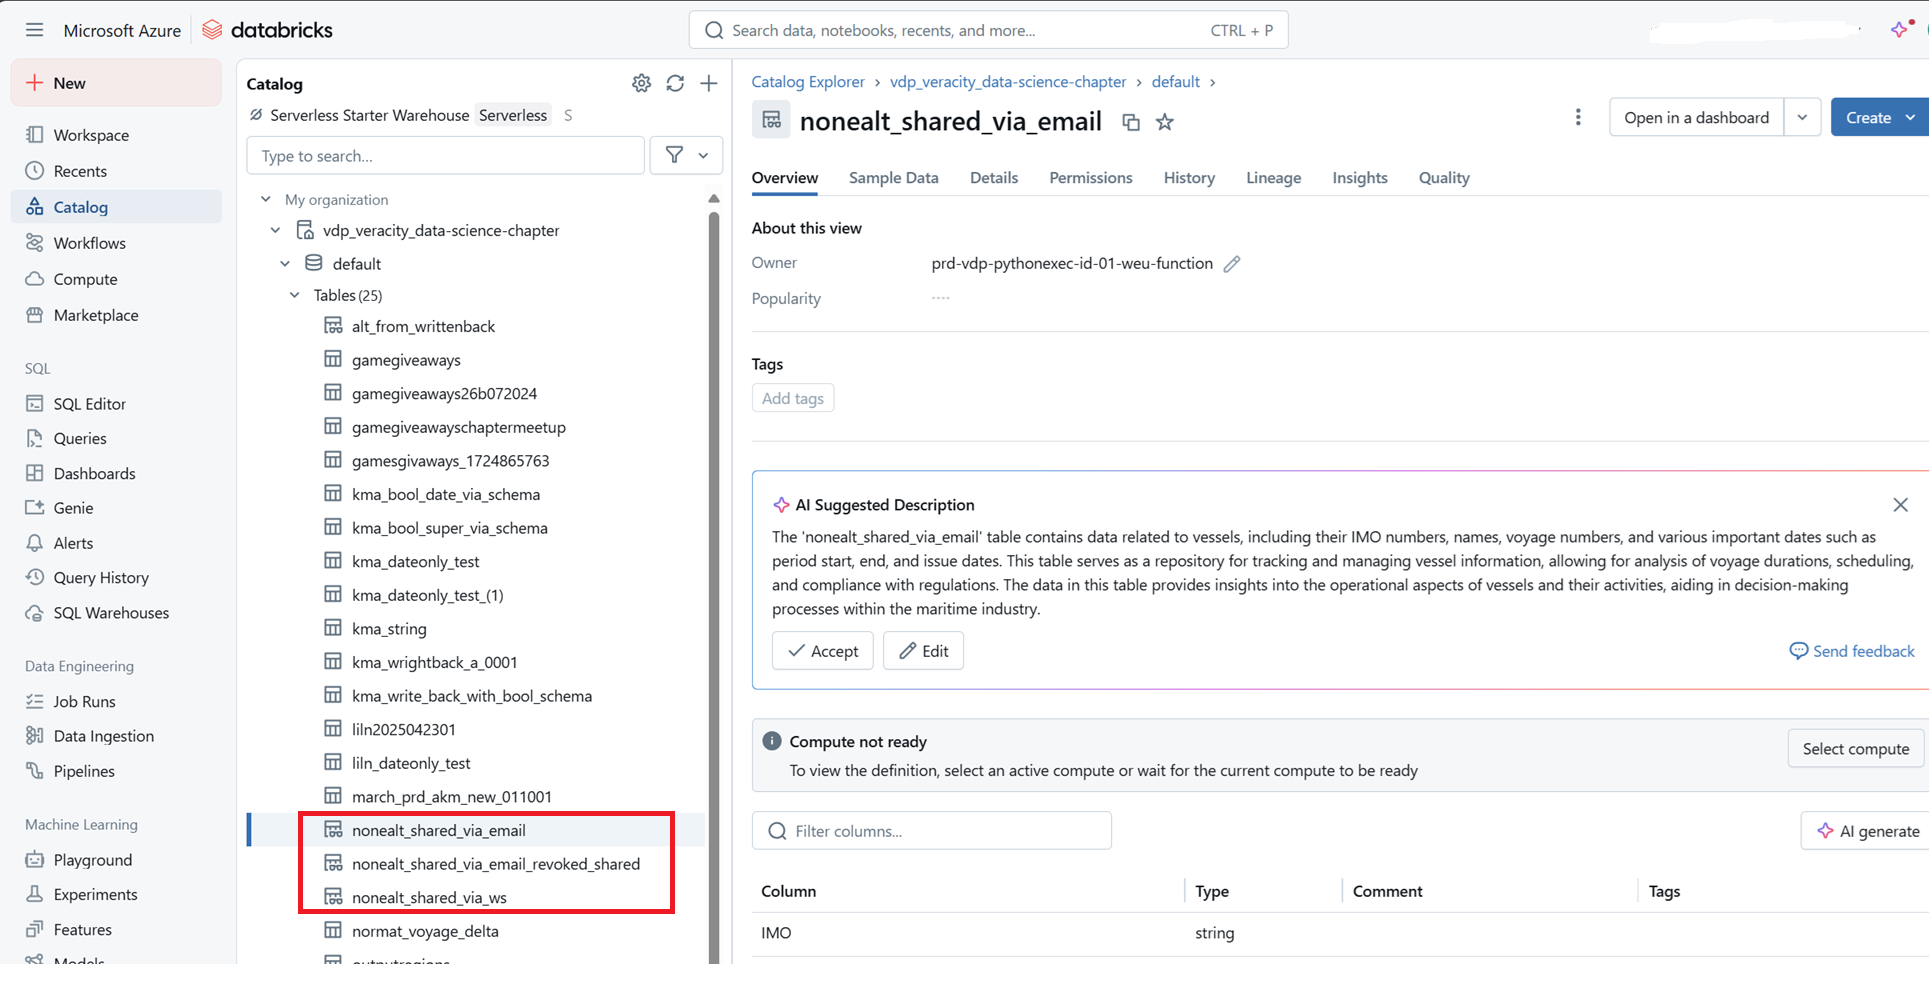 Microsoft Azure databricks
Search data, notebooks, recents, and more... CTRL + P
New
Workspace
Recents
Catalog
Workflows
Compute
Marketplace
SQL
SQL Editor
Queries
Dashboards
Genie
Alerts
Query History
SQL Warehouses
Data Engineering
Job Runs
Data Ingestion
Pipelines
Machine Learning
Playground
Experiments
Features
Models
Catalog
Serverless Starter Warehouse Serverless S
Type to search...
My organization
vdp_veracity_data-science-chapter
default
Tables (25)
alt_from_writtenback
gamegiveaways
gamegiveaways26b072024
gamegiveawayschaptermeetup
gamesgivaways_1724865763
kma_bool_date_via_schema
kma_bool_super_via_schema
kma_dateonly_test
kma_dateonly_test_(1)
kma_string
kma_wrightback_a_0001
kma_write_back_with_bool_schema
liln2025042301
liln_dateonly_test
march_prd_akm_new_011001
nonealt_shared_via_email
nonealt_shared_via_email_revoked_shared
nonealt_shared_via_ws
normat_voyage_delta
Catalog Explorer › vdp_veracity_data-science-chapter › default ›
nonealt_shared_via_email
Open in a dashboard
Create
Overview Sample Data Details Permissions History Lineage Insights Quality
About this view
Owner prd-vdp-pythonexec-id-01-weu-function
Popularity
Tags
Add tags
AI Suggested Description
The 'nonealt_shared_via_email' table contains data related to vessels, including their IMO numbers, names, voyage numbers, and various important dates such as
period start, end, and issue dates. This table serves as a repository for tracking and managing vessel information, allowing for analysis of voyage durations, scheduling,
and compliance with regulations. The data in this table provides insights into the operational aspects of vessels and their activities, aiding in decision-making
processes within the maritime industry.
Accept Edit Send feedback
Compute not ready
To view the definition, select an active compute or wait for the current compute to be ready
Select compute
Filter columns...
AI generate
Column Type Comment Tags
IMO string